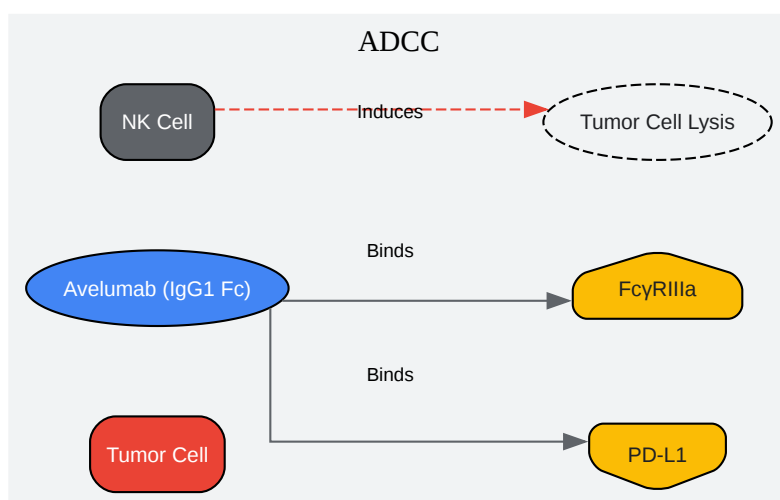 ADCC
NK Cell
Induces
Tumor Cell Lysis
Binds
Avelumab (IgG1 Fc)
FcγRIIIa
Binds
Tumor Cell
PD-L1